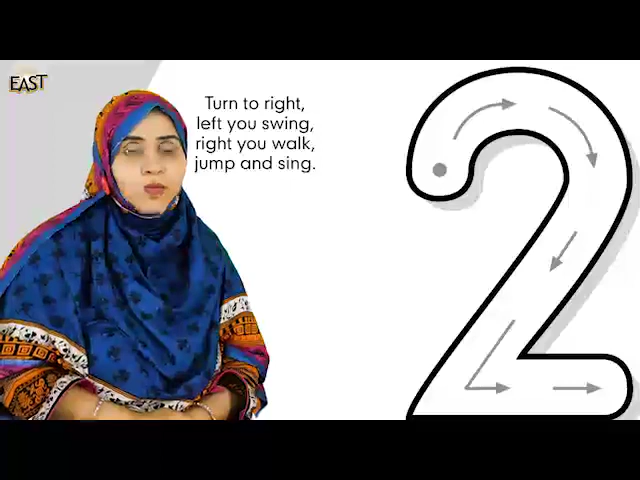 EAST
Turn to right,
left you swing,
right you walk,
jump and sing.
2